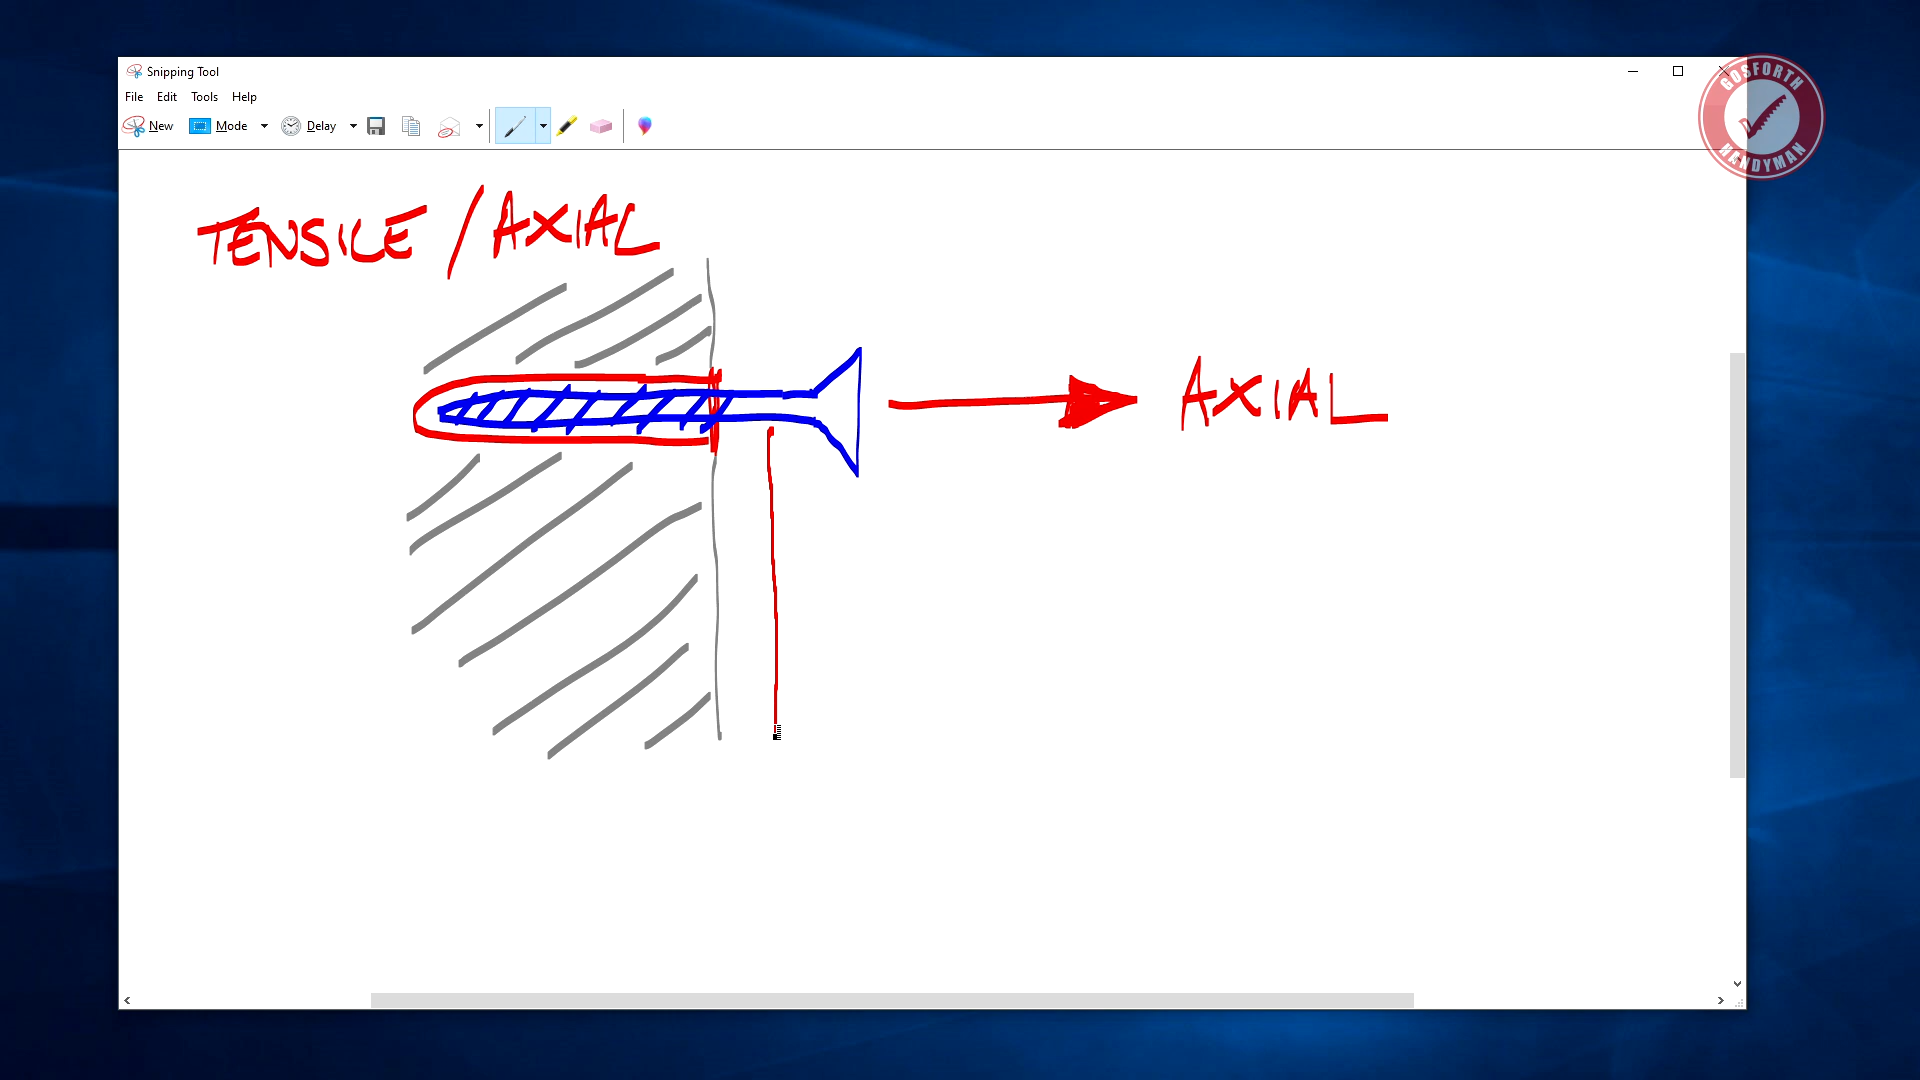 Snipping Tool
File Edit Tools Help
New Mode Delay
GOSFORTH HANDYMAN
TENSILE / AXIAL
AXIAL